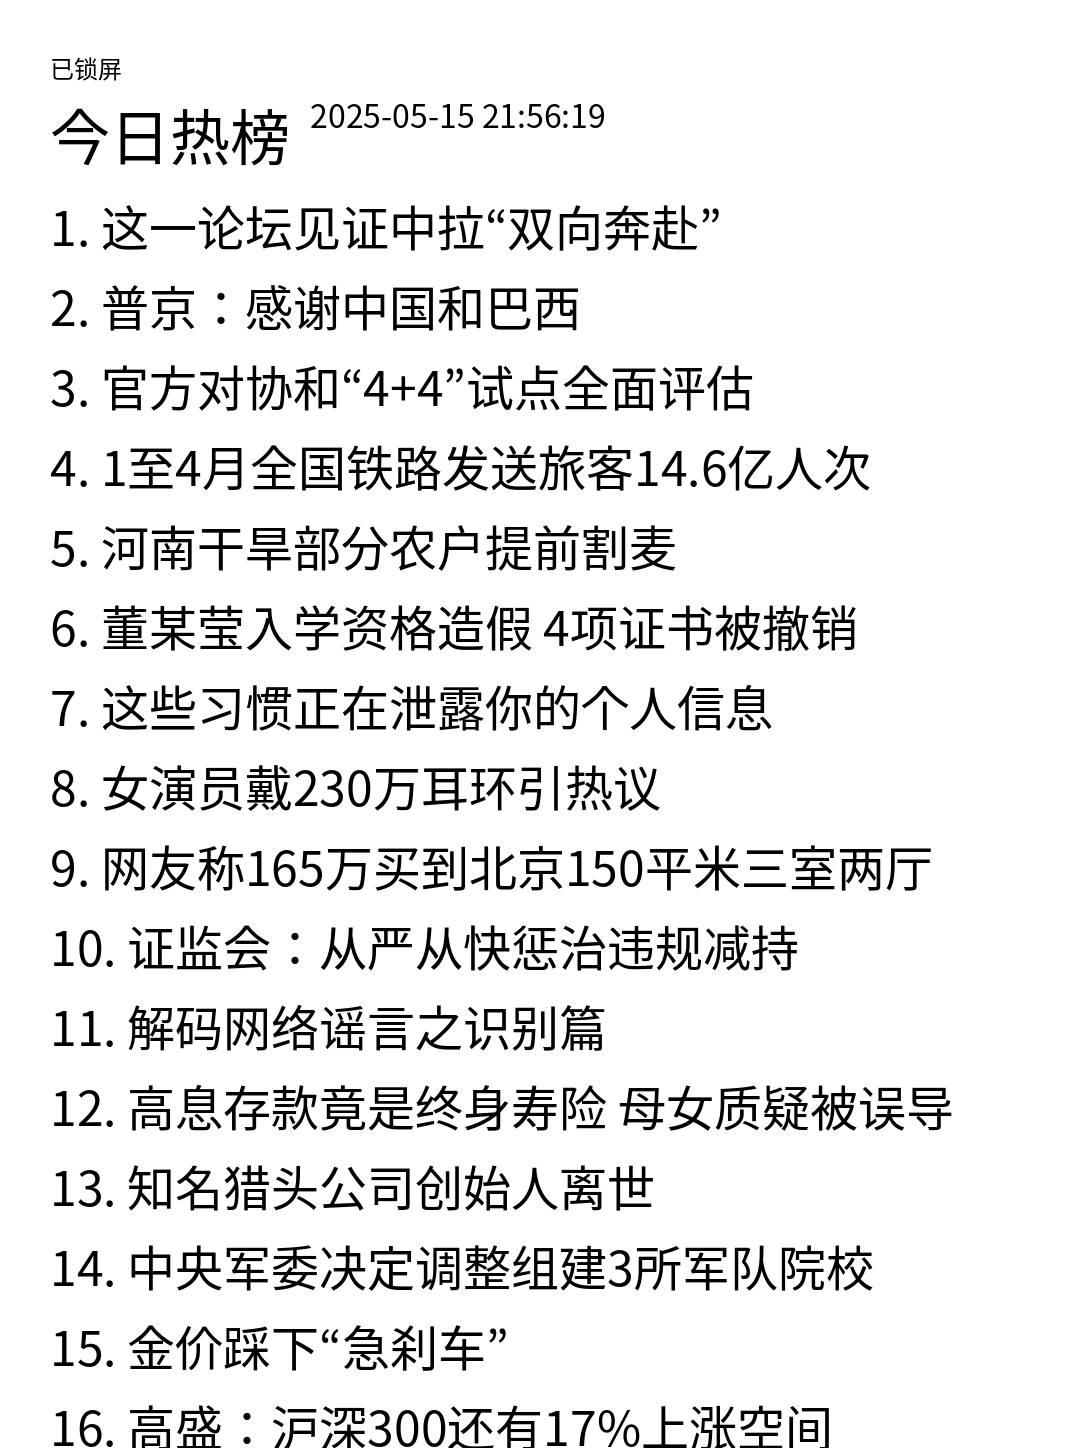 已锁屏
今日热榜 2025-05-15 21:56:19
1. 这一论坛见证中拉“双向奔赴”
2. 普京：感谢中国和巴西
3. 官方对协和“4+4”试点全面评估
4. 1至4月全国铁路发送旅客14.6亿人次
5. 河南干旱部分农户提前割麦
6. 董某莹入学资格造假 4项证书被撤销
7. 这些习惯正在泄露你的个人信息
8. 女演员戴230万耳环引热议
9. 网友称165万买到北京150平米三室两厅
10. 证监会：从严从快惩治违规减持
11. 解码网络谣言之识别篇
12. 高息存款竟是终身寿险 母女质疑被误导
13. 知名猎头公司创始人离世
14. 中央军委决定调整组建3所军队院校
15. 金价踩下“急刹车”
16. 高盛：沪深300还有17%上涨空间